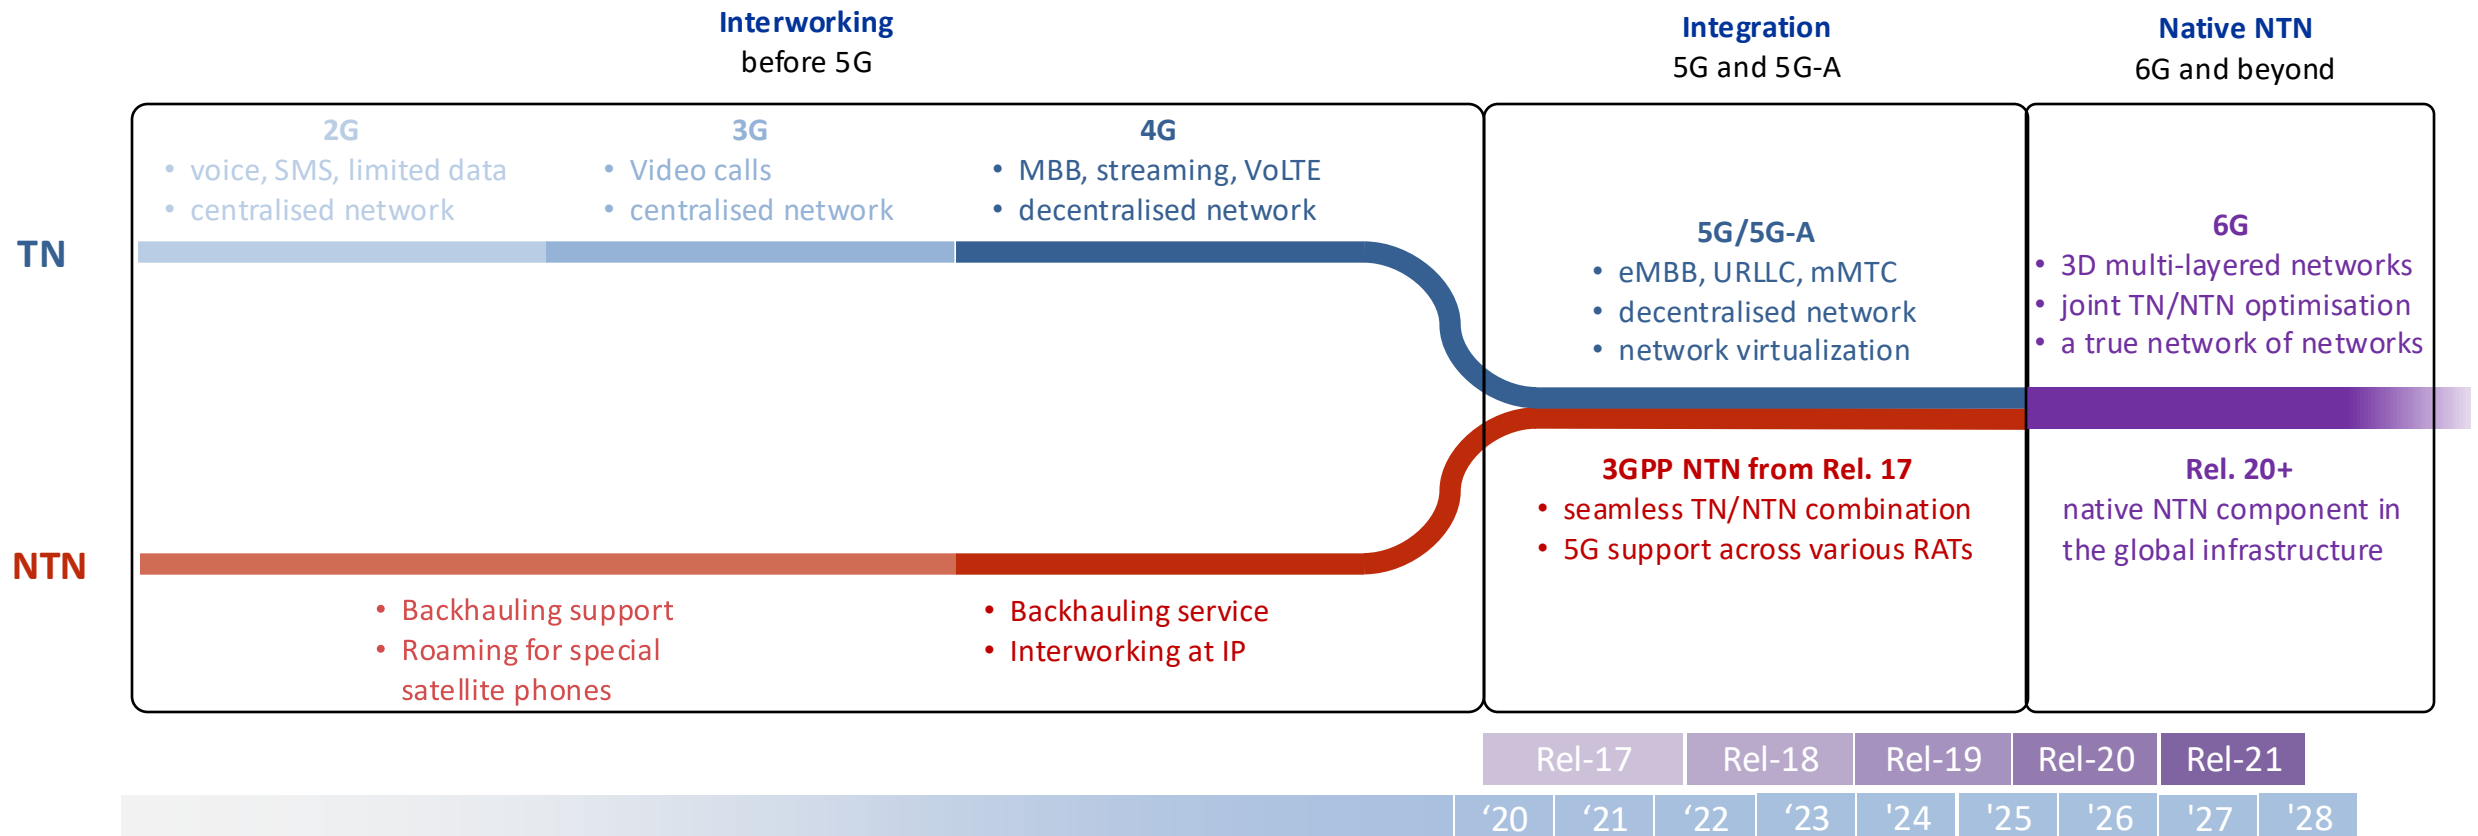 Interworking
before 5G
Integration
5G and 5G-A
Native NTN
6G and beyond
2G
• voice, SMS, limited data
• centralised network
3G
• Video calls
• centralised network
4G
• MBB, streaming, VoLTE
• decentralised network
TN
5G/5G-A
• eMBB, URLLC, mMTC
• decentralised network
• network virtualization
6G
• 3D multi-layered networks
• joint TN/NTN optimisation
• a true network of networks
NTN
• Backhauling support
• Roaming for special
satellite phones
• Backhauling service
• Interworking at IP
3GPP NTN from Rel. 17
• seamless TN/NTN combination
• 5G support across various RATs
Rel. 20+
native NTN component in
the global infrastructure
Rel-17 Rel-18 Rel-19 Rel-20 Rel-21
‘20 ‘21 ‘22 ‘23 '24 '25 '26 '27 '28